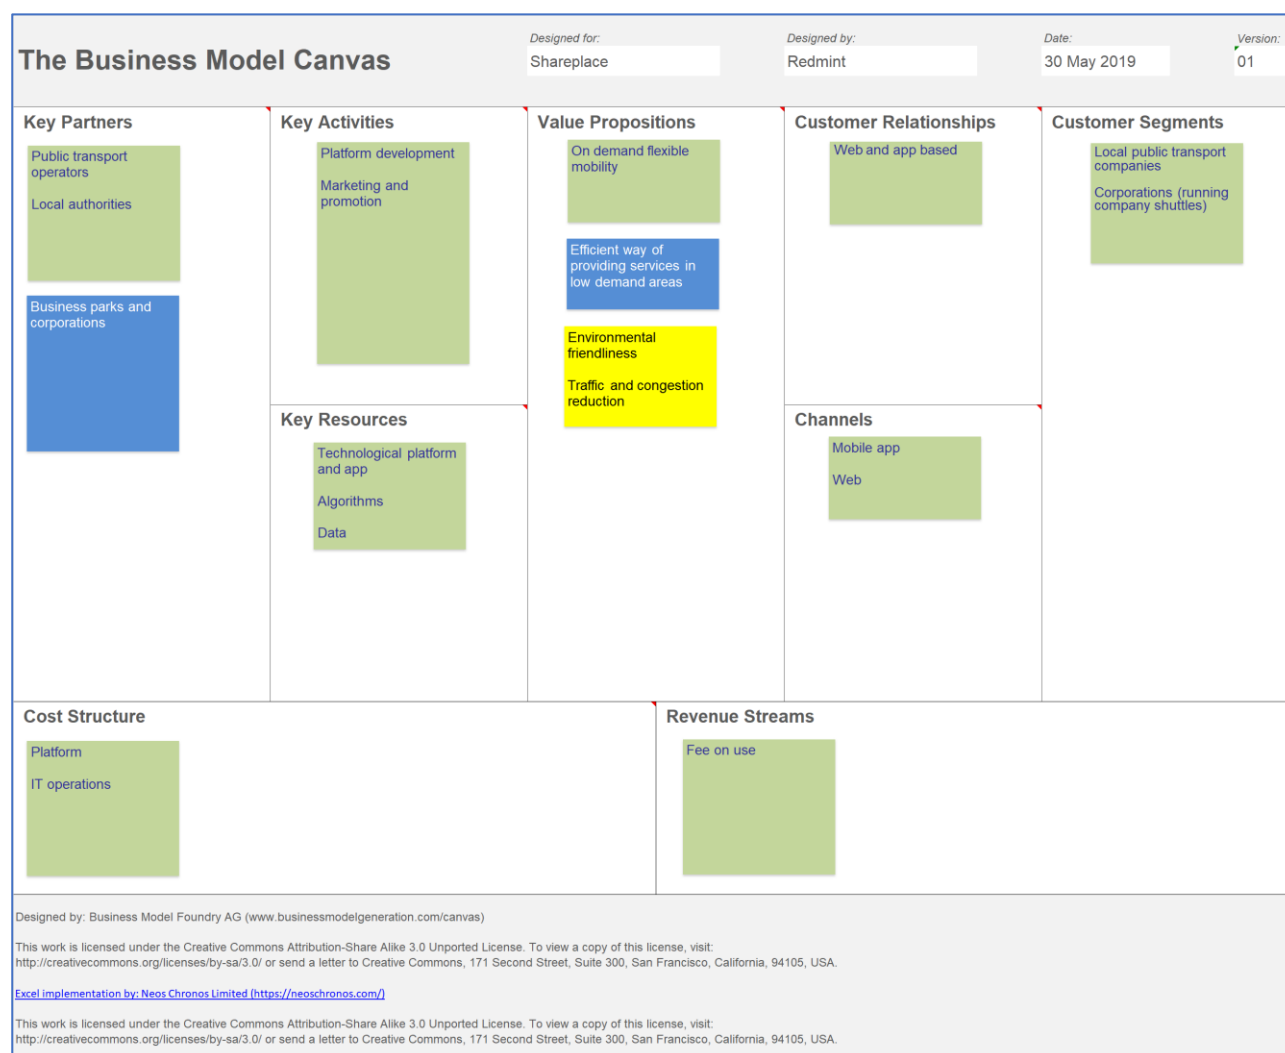 The Business Model Canvas
Designed for:
Shareplace
Designed by:
Redmint
Date:
30 May 2019
Version:
01
Key Partners
Public transport
operators
Local authorities
Business parks and
corporations
Key Activities
Platform development
Marketing and
promotion
Key Resources
Technological platform
and app
Algorithms
Data
Value Propositions
On demand flexible
mobility
Efficient way of
providing services in
low demand areas
Environmental
friendliness
Traffic and congestion
reduction
Customer Relationships
Web and app based
Channels
Mobile app
Web
Customer Segments
Local public transport
companies
Corporations (running
company shuttles)
Cost Structure
Platform
IT operations
Revenue Streams
Fee on use
Designed by: Business Model Foundry AG (www.businessmodelgeneration.com/canvas)
This work is licensed under the Creative Commons Attribution-Share Alike 3.0 Unported License. To view a copy of this license, visit:
http://creativecommons.org/licenses/by-sa/3.0/ or send a letter to Creative Commons, 171 Second Street, Suite 300, San Francisco, California, 94105, USA.
Excel implementation by: Neos Chronos Limited (https://neoschronos.com/)
This work is licensed under the Creative Commons Attribution-Share Alike 3.0 Unported License. To view a copy of this license, visit:
http://creativecommons.org/licenses/by-sa/3.0/ or send a letter to Creative Commons, 171 Second Street, Suite 300, San Francisco, California, 94105, USA.